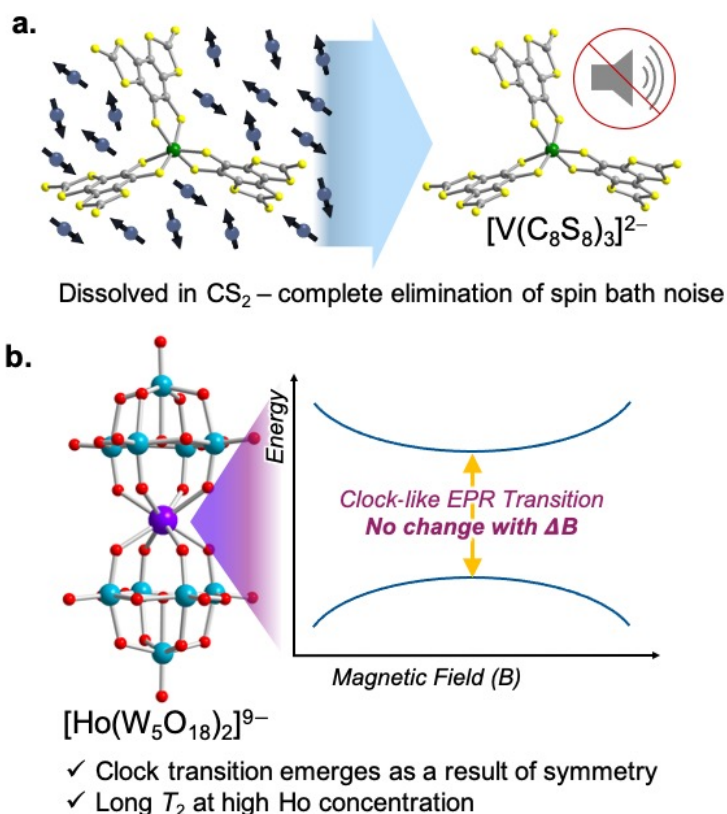 a.
[V(C₈S₈)₃]²⁻
Dissolved in CS₂ – complete elimination of spin bath noise
b.
Energy
Clock-like EPR Transition
No change with ΔB
Magnetic Field (B)
[Ho(W₅O₁₈)₂]⁹⁻
✓ Clock transition emerges as a result of symmetry
✓ Long T₂ at high Ho concentration